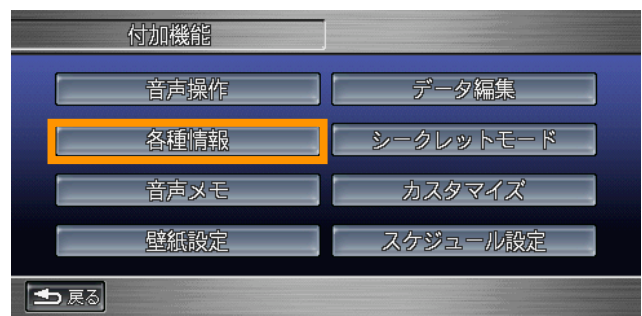 付加機能
音声操作
データ編集
各種情報
シークレットモード
音声メモ
カスタマイズ
壁紙設定
スケジュール設定
戻る